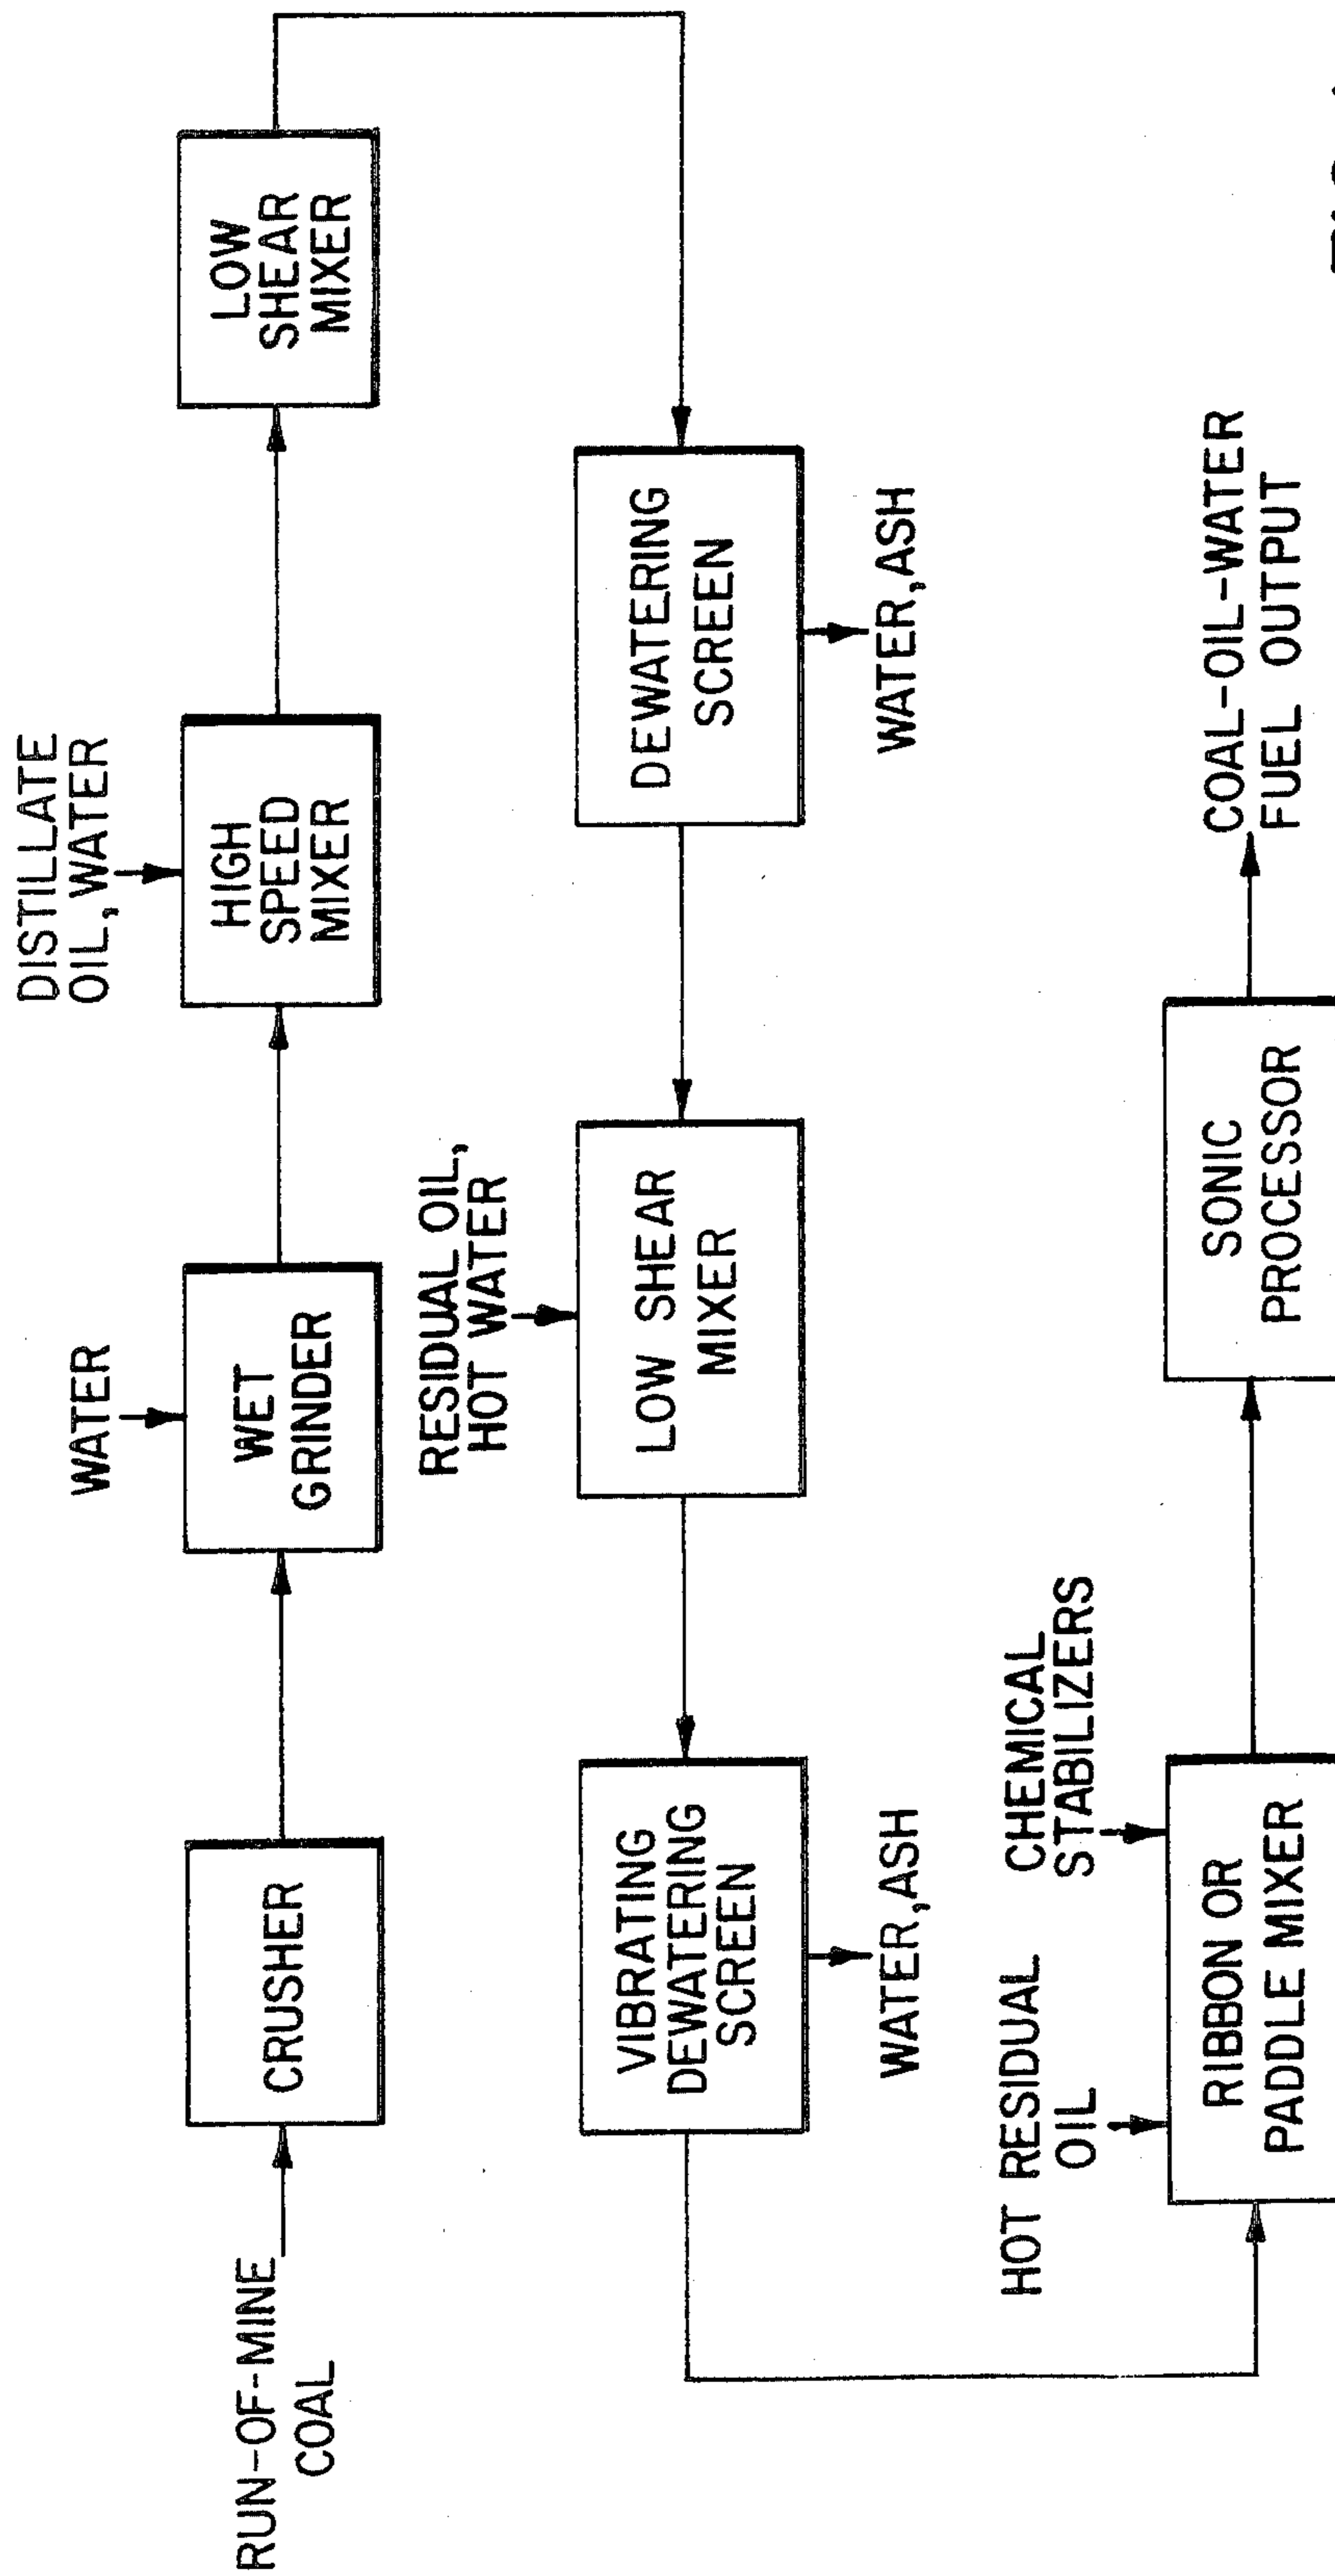 RUN-OF-MINE
COAL
CRUSHER
WATER
WET
GRINDER
DISTILLATE
OIL, WATER
HIGH
SPEED
MIXER
LOW
SHEAR
MIXER
DEWATERING
SCREEN
WATER, ASH
RESIDUAL OIL,
HOT WATER
LOW SHEAR
MIXER
VIBRATING
DEWATERING
SCREEN
WATER, ASH
HOT RESIDUAL
OIL
CHEMICAL
STABILIZERS
RIBBON OR
PADDLE MIXER
SONIC
PROCESSOR
COAL-OIL-WATER
FUEL OUTPUT